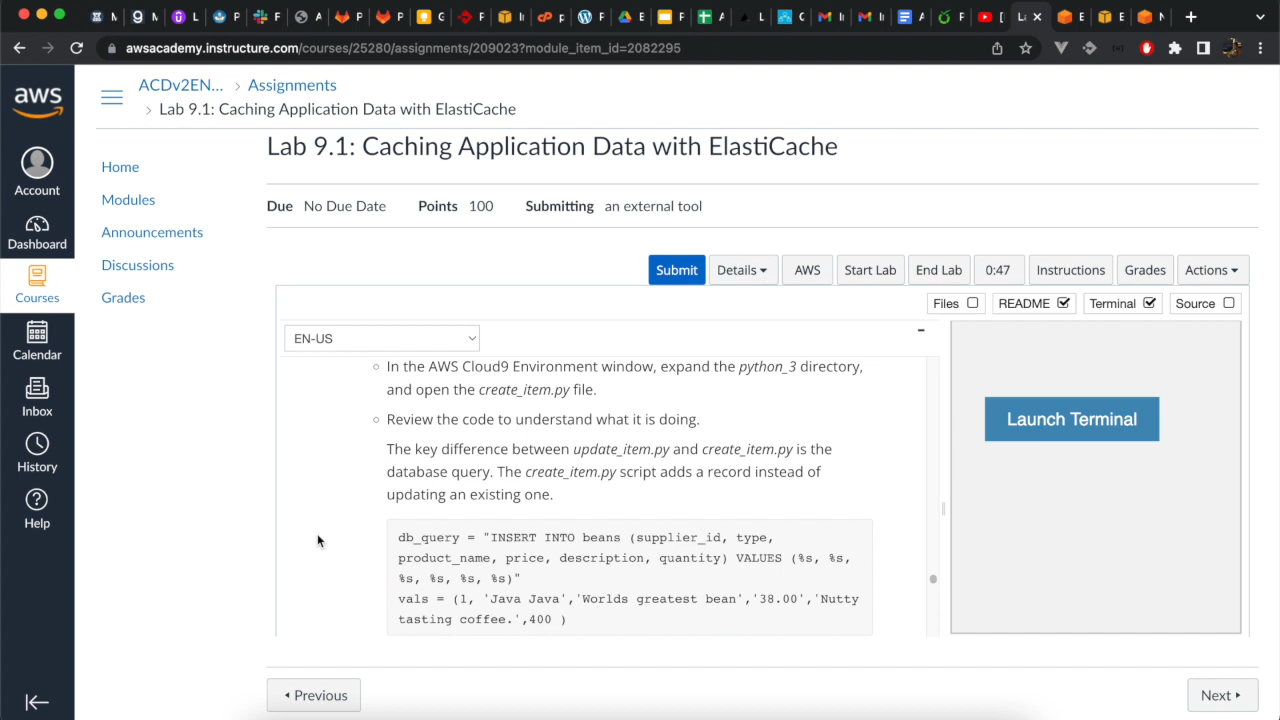 awsacademy.instructure.com/courses/25280/assignments/209023?module_item_id=2082295
aws
Account
Dashboard
Courses
Calendar
Inbox
History
Help
ACDv2EN... > Assignments
> Lab 9.1: Caching Application Data with ElastiCache
Home
Modules
Announcements
Discussions
Grades
Lab 9.1: Caching Application Data with ElastiCache
Due No Due Date Points 100 Submitting an external tool
Submit Details AWS Start Lab End Lab 0:47 Instructions Grades Actions
Files README Terminal Source
EN-US
In the AWS Cloud9 Environment window, expand the python_3 directory,
and open the create_item.py file.
Review the code to understand what it is doing.
The key difference between update_item.py and create_item.py is the
database query. The create_item.py script adds a record instead of
updating an existing one.
db_query = "INSERT INTO beans (supplier_id, type,
product_name, price, description, quantity) VALUES (%s, %s,
%s, %s, %s, %s)"
vals = (1, 'Java Java','Worlds greatest bean','38.00','Nutty
tasting coffee.',400 )
Launch Terminal
Previous
Next